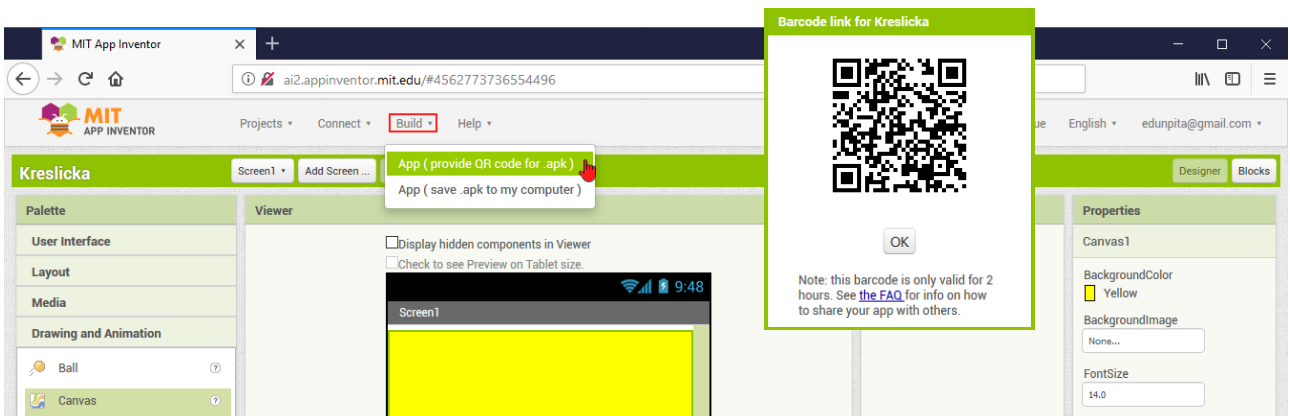 Barcode link for Kreslicka
MIT App Inventor
ai2.appinventor.mit.edu/#4562773736554496
MIT
APP INVENTOR
Projects
Connect
Build
Help
English
edunpita@gmail.com
Kreslicka
Screen1
Add Screen ...
App ( provide QR code for .apk )
App ( save .apk to my computer )
Designer
Blocks
Palette
Viewer
Properties
User Interface
Layout
Media
Drawing and Animation
Ball
Canvas
Display hidden components in Viewer
Check to see Preview on Tablet size.
9:48
Screen1
OK
Note: this barcode is only valid for 2
hours. See the FAQ for info on how
to share your app with others.
Canvas1
BackgroundColor
Yellow
BackgroundImage
None...
FontSize
14.0